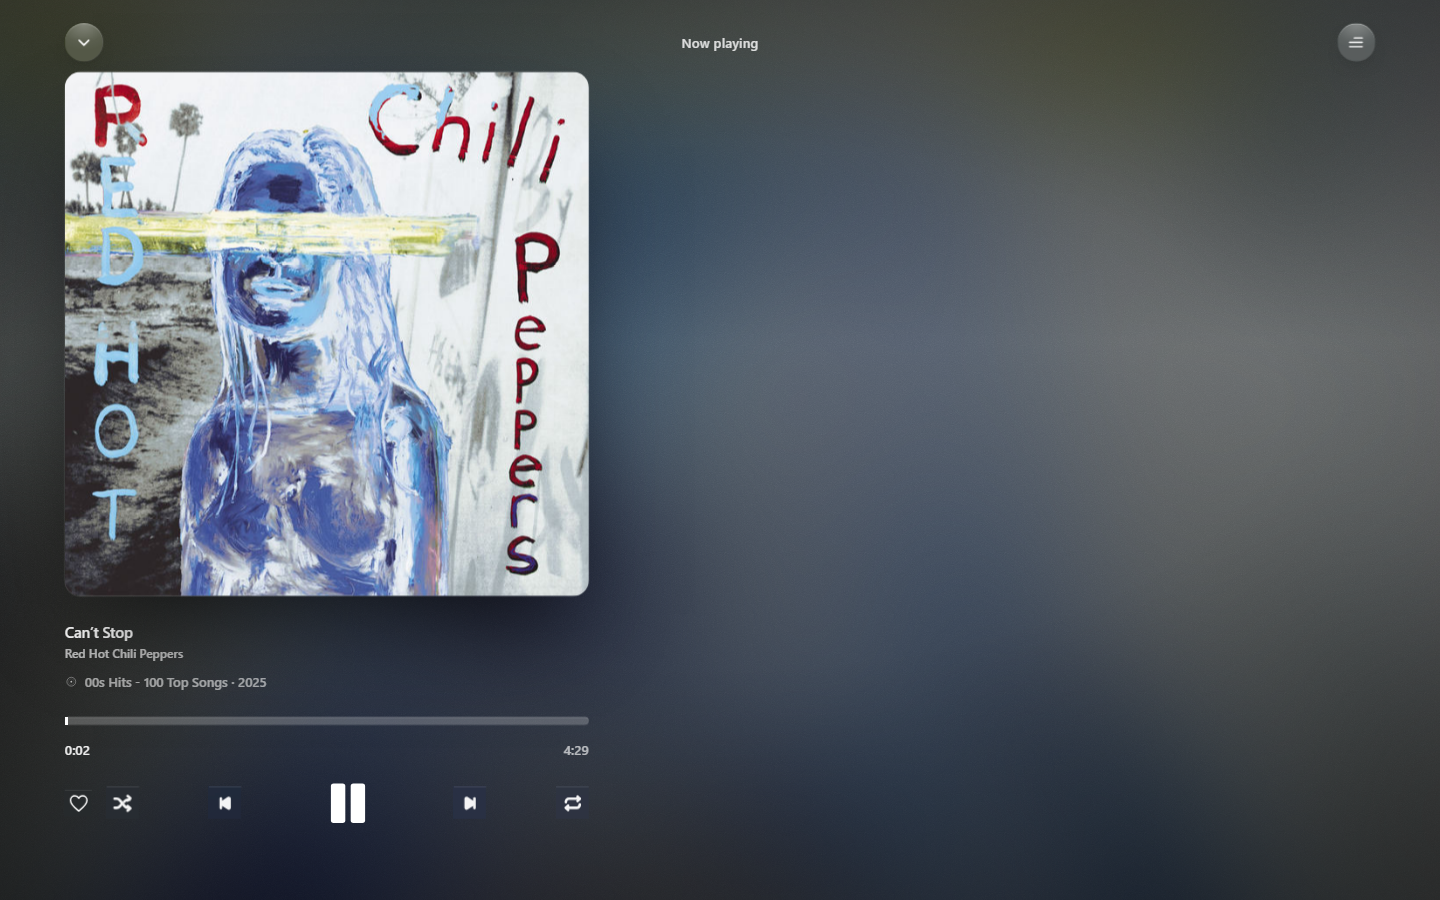 Now playing
RED HOT
Chili
Peppers
Can't Stop
Red Hot Chili Peppers
00s Hits - 100 Top Songs · 2025
0:02
4:29